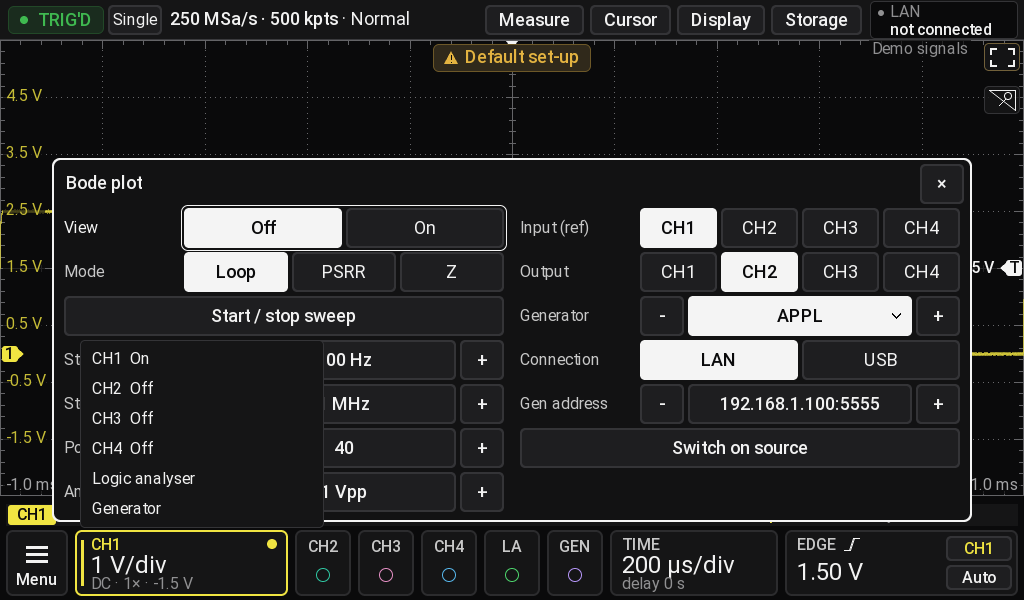 TRIG'D Single 250 MSa/s · 500 kpts · Normal Measure Cursor Display Storage LAN
not connected
Demo signals
Default set-up
4.5 V
3.5 V
2.5 V
1.5 V
0.5 V
-0.5 V
-1.5 V
-1.0 ms
5 V T
1.0 ms
1
CH1
Bode plot ×
View Off On Input (ref) CH1 CH2 CH3 CH4
Mode Loop PSRR Z Output CH1 CH2 CH3 CH4
Start / stop sweep Generator - APPL +
00 Hz + Connection LAN USB
MHz + Gen address - 192.168.1.100:5555 +
40 + Switch on source
1 Vpp +
CH1 On
CH2 Off
CH3 Off
CH4 Off
Logic analyser
Generator
Menu
CH1
1 V/div
DC · 1× · -1.5 V
CH2 CH3 CH4 LA GEN
TIME
200 µs/div
delay 0 s
EDGE
1.50 V
CH1
Auto